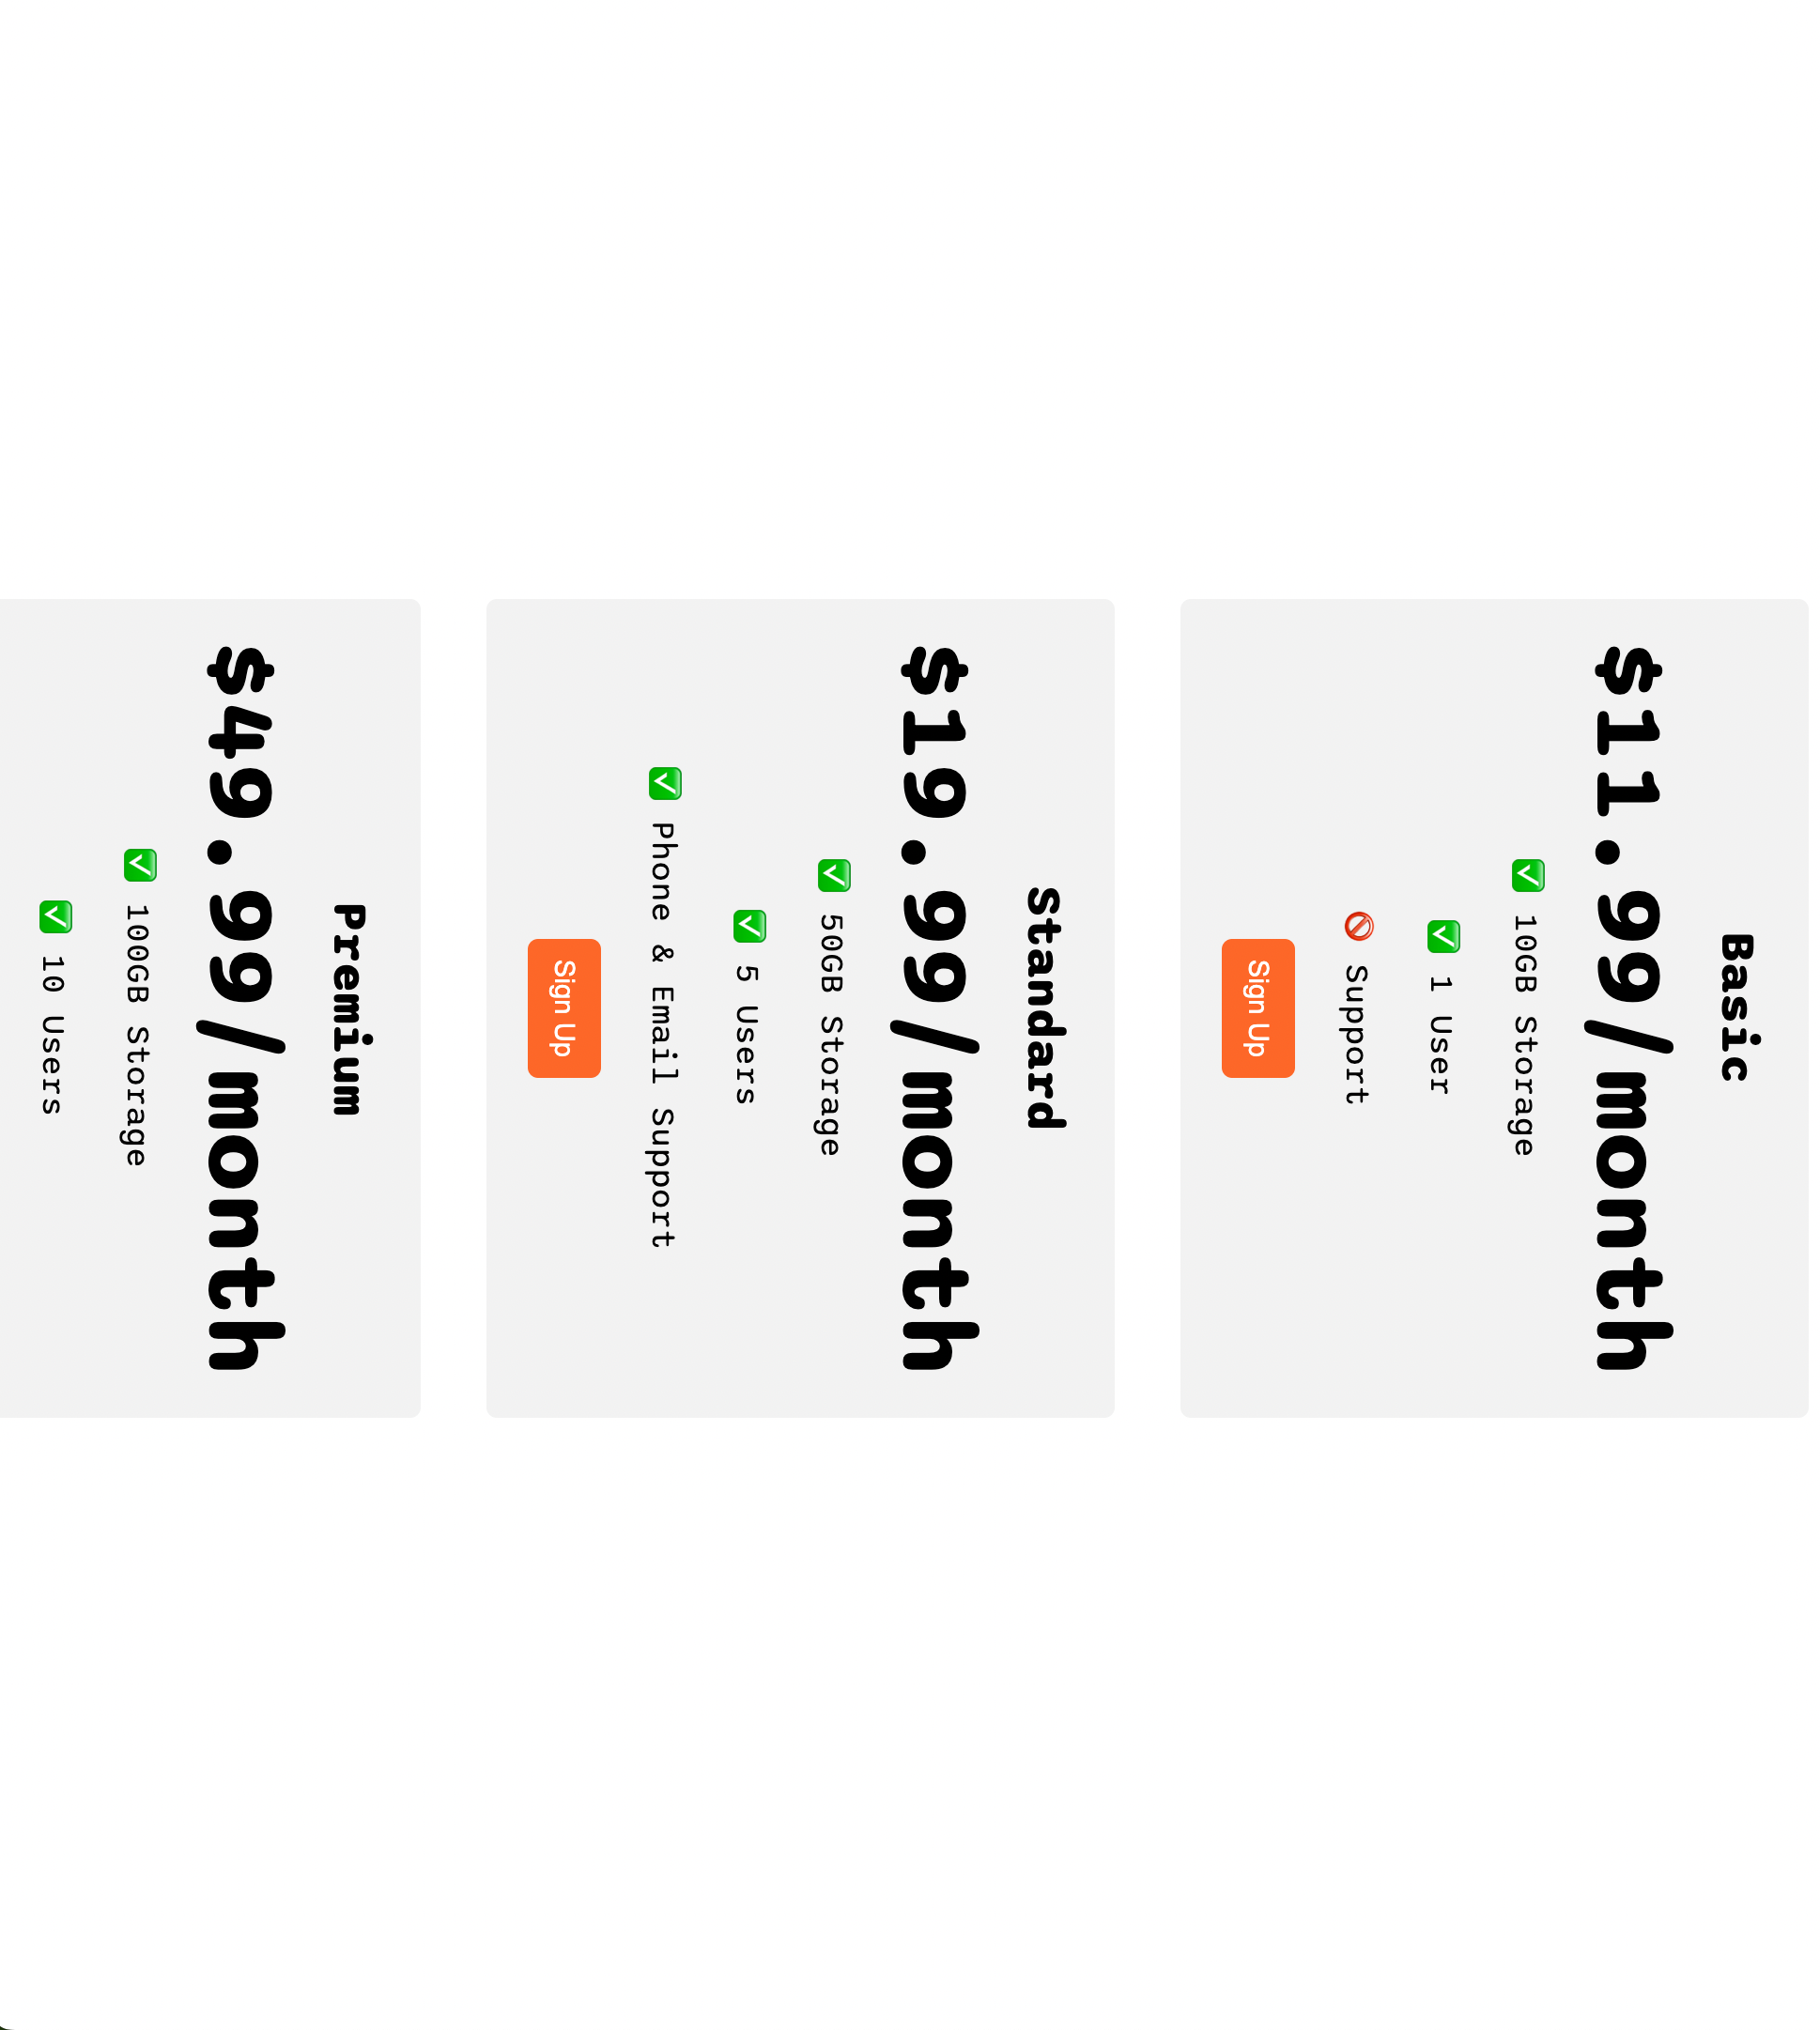 Basic
$11.99/month
✅ 10GB Storage
✅ 1 User
🚫 Support
Sign Up
Standard
$19.99/month
✅ 50GB Storage
✅ 5 Users
✅ Phone & Email Support
Sign Up
Premium
$49.99/month
✅ 100GB Storage
✅ 10 Users